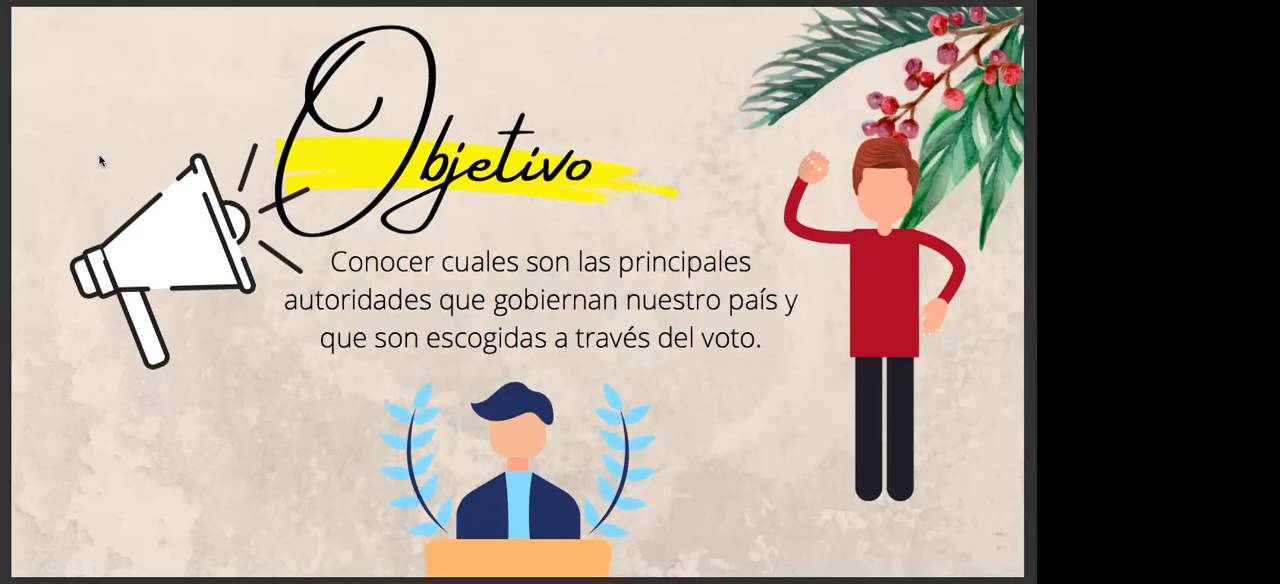 Objetivo
Conocer cuales son las principales
autoridades que gobiernan nuestro país y
que son escogidas a través del voto.